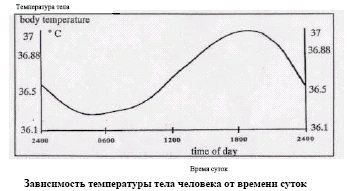 Температура тела
body temperature
° C
37
36.88
36.5
36.1
37
36.88
36.5
36.1
2400
0600
1200
1800
2400
time of day
Время суток
Зависимость температуры тела человека от времени суток